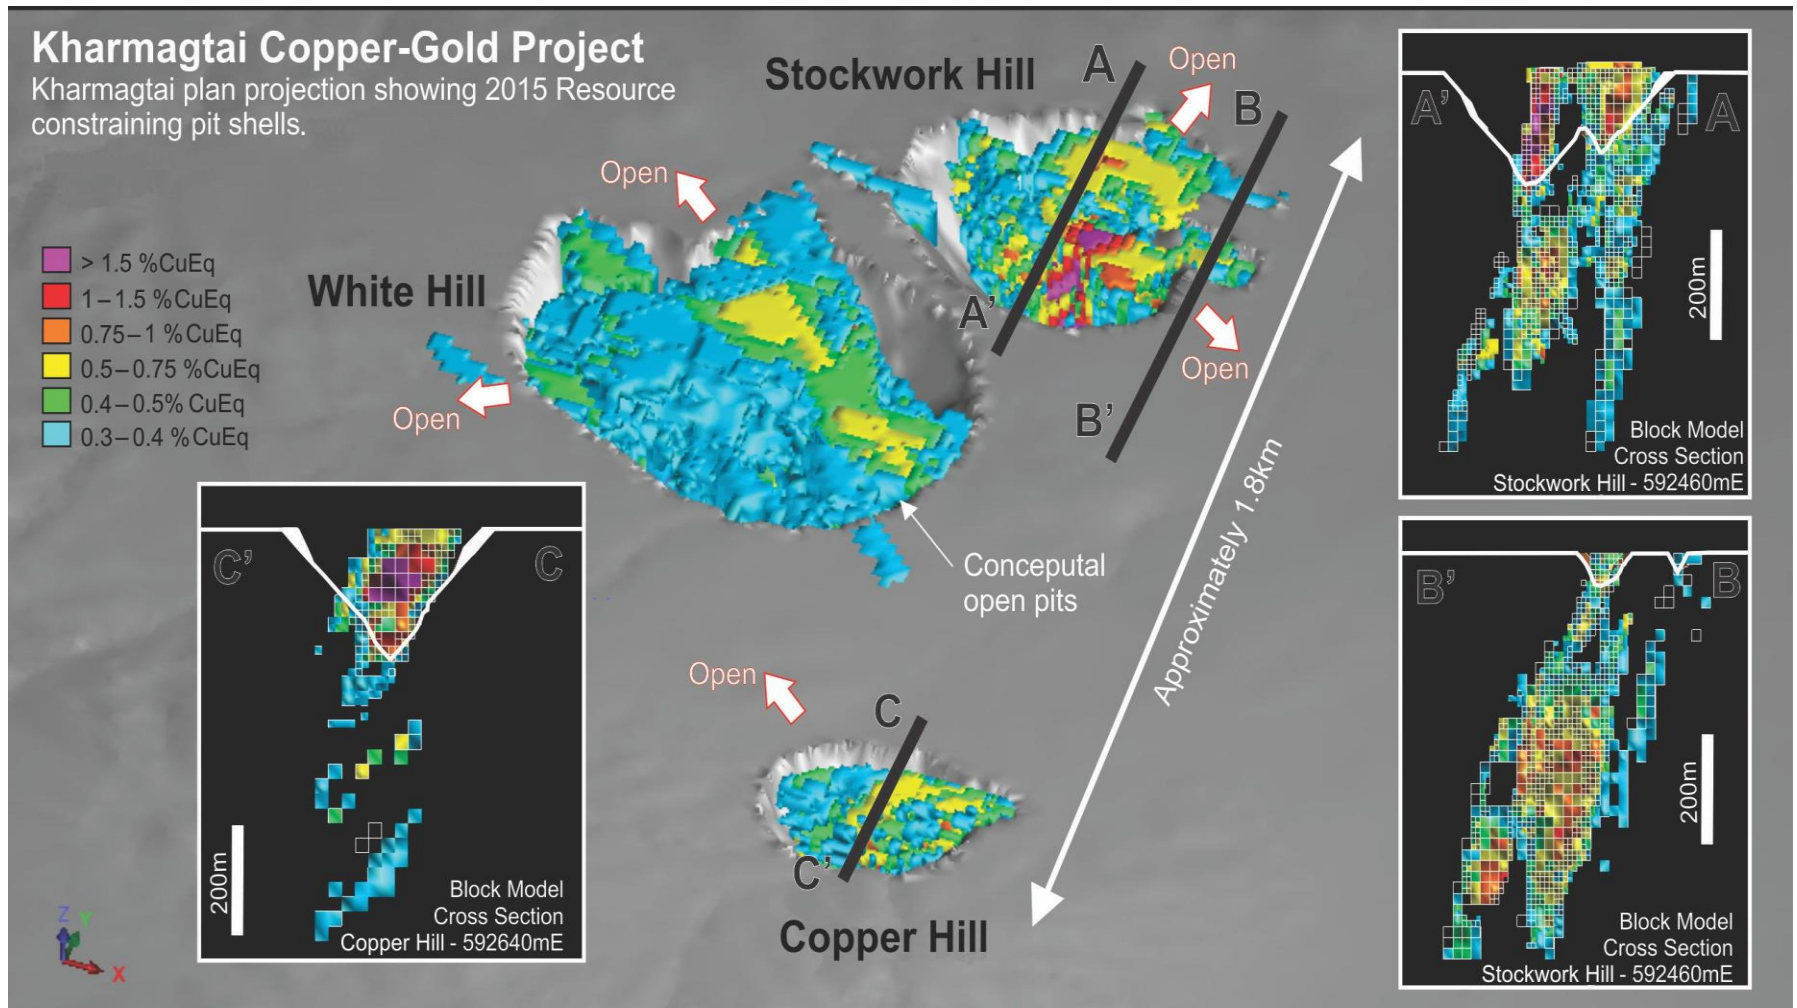 Kharmagtai Copper-Gold Project
Kharmagtai plan projection showing 2015 Resource
constraining pit shells.
Stockwork Hill
A
Open
B
A'
Open
B'
Open
White Hill
Open
> 1.5 %CuEq
1–1.5 %CuEq
0.75–1 %CuEq
0.5–0.75 %CuEq
0.4–0.5% CuEq
0.3–0.4 %CuEq
Conceputal
open pits
Approximately 1.8km
Open
C
C'
Copper Hill
C'
C
200m
Block Model
Cross Section
Copper Hill - 592640mE
Z
Y
X
A'
A
200m
Block Model
Cross Section
Stockwork Hill - 592460mE
B'
B
200m
Block Model
Cross Section
Stockwork Hill - 592460mE